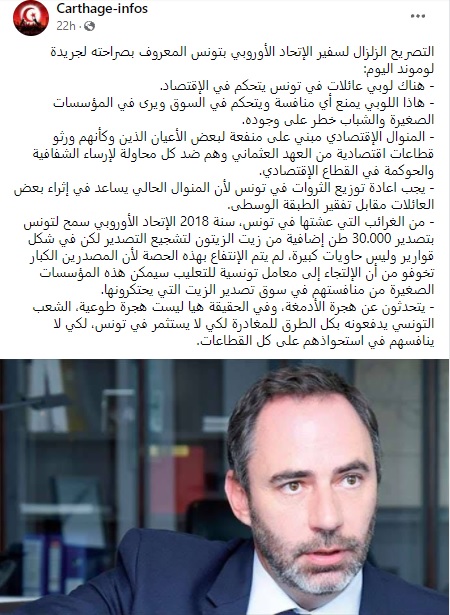 Carthage-infos
22h
التصريح الزلزال لسفير الإتحاد الأوروبي بتونس المعروف بصراحته لجريدة
لوموند اليوم:
- هناك لوبي عائلات في تونس يتحكم في الإقتصاد.
- هاذا اللوبي يمنع أي منافسة ويتحكم في السوق ويرى في المؤسسات
الصغيرة والشباب خطر على وجوده.
- المنوال الإقتصادي مبني على منفعة لبعض الأعيان الذين وكأنهم ورثو
قطاعات اقتصادية من العهد العثماني وهم ضد كل محاولة لإرساء الشفافية
والحوكمة في القطاع الإقتصادي.
- يجب اعادة توزيع الثروات في تونس لأن المنوال الحالي يساعد في إثراء بعض
العائلات مقابل تفقير الطبقة الوسطى.
- من الغرائب التي عشتها في تونس، سنة 2018 الإتحاد الأوروبي سمح لتونس
بتصدير 30.000 طن إضافية من زيت الزيتون لتشجيع التصدير لكن في شكل
قوارير وليس حاويات كبيرة، لم يتم الإنتفاع بهذه الحصة لأن المصدرين الكبار
تخوفو من أن الإلتجاء إلى معامل تونسية للتعليب سيمكن هذه المؤسسات
الصغيرة من منافستهم في سوق تصدير الزيت التي يحتكرونها.
- يتحدثون عن هجرة الأدمغة، وفي الحقيقة هيا ليست هجرة طوعية، الشعب
التونسي يدفعونه بكل الطرق للمغادرة لكي لا يستثمر في تونس، لكي لا
ينافسهم في استحواذهم على كل القطاعات.